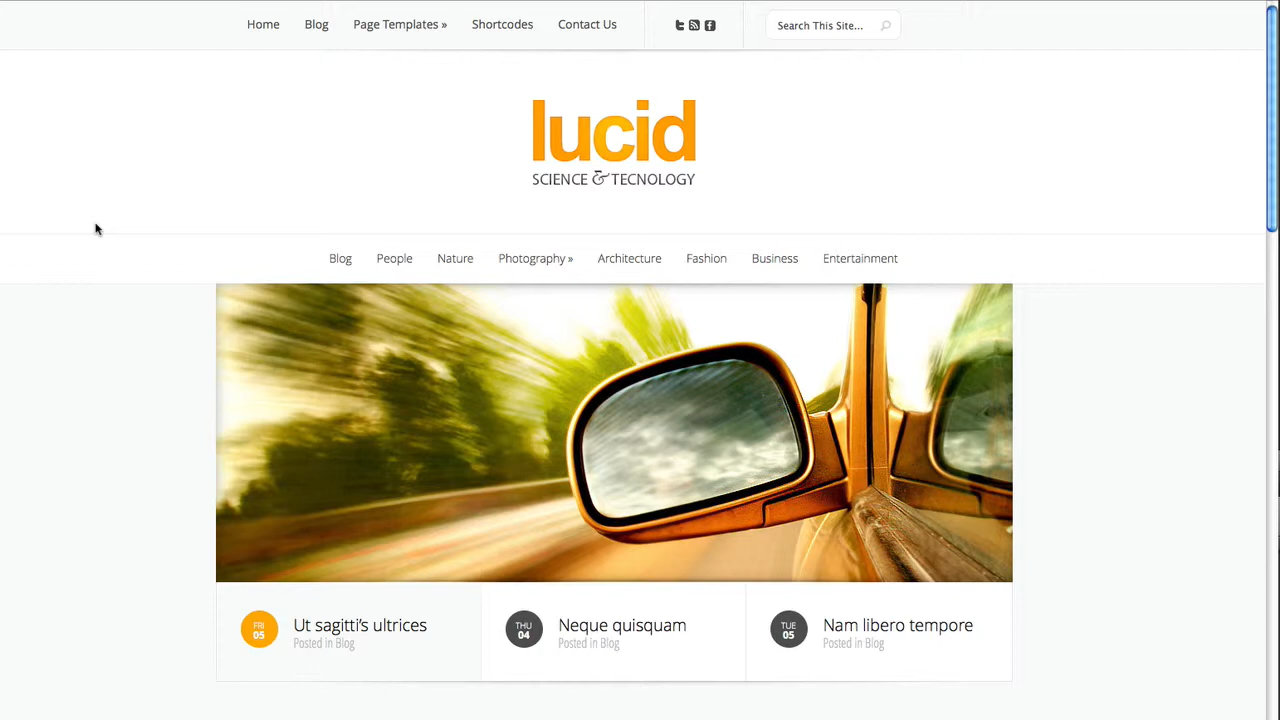 Home Blog Page Templates » Shortcodes Contact Us Search This Site...
lucid
SCIENCE & TECNOLOGY
Blog People Nature Photography » Architecture Fashion Business Entertainment
FRI 05 Ut sagitti's ultrices
Posted in Blog
THU 04 Neque quisquam
Posted in Blog
TUE 05 Nam libero tempore
Posted in Blog